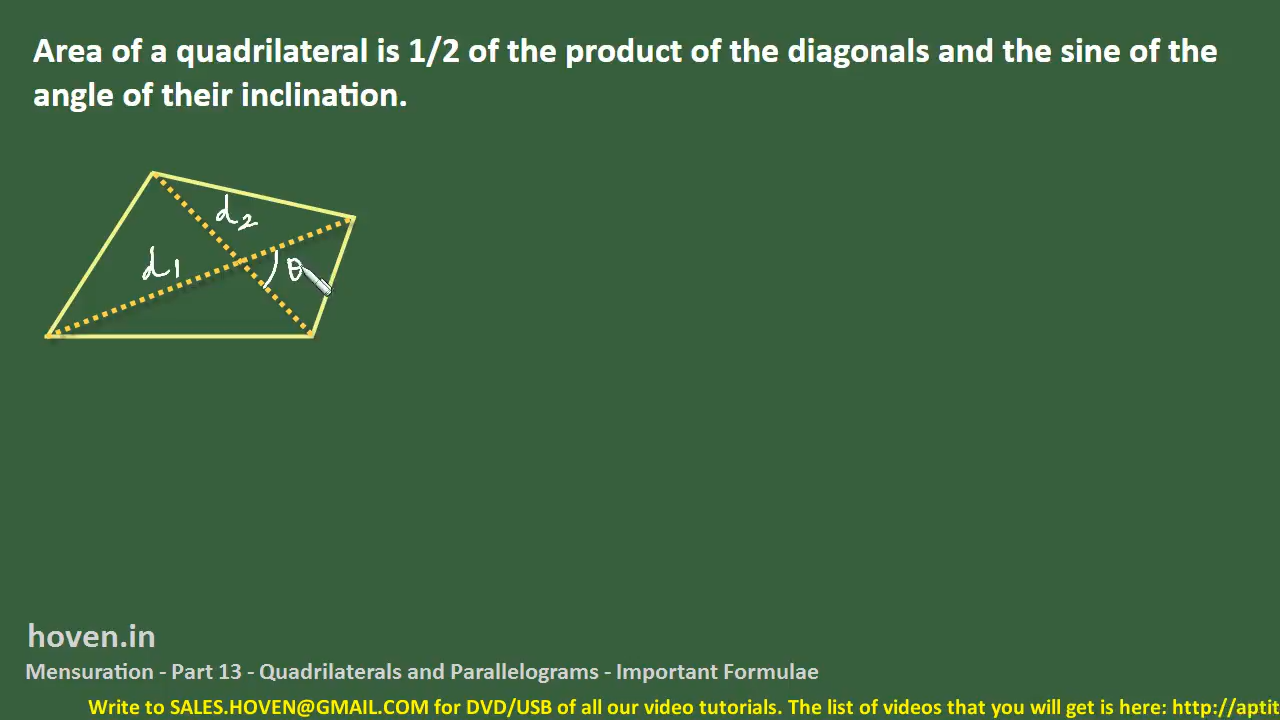 Area of a quadrilateral is 1/2 of the product of the diagonals and the sine of the
angle of their inclination.
d2
d1
θ
hoven.in
Mensuration - Part 13 - Quadrilaterals and Parallelograms - Important Formulae
Write to SALES.HOVEN@GMAIL.COM for DVD/USB of all our video tutorials. The list of videos that you will get is here: http://aptit